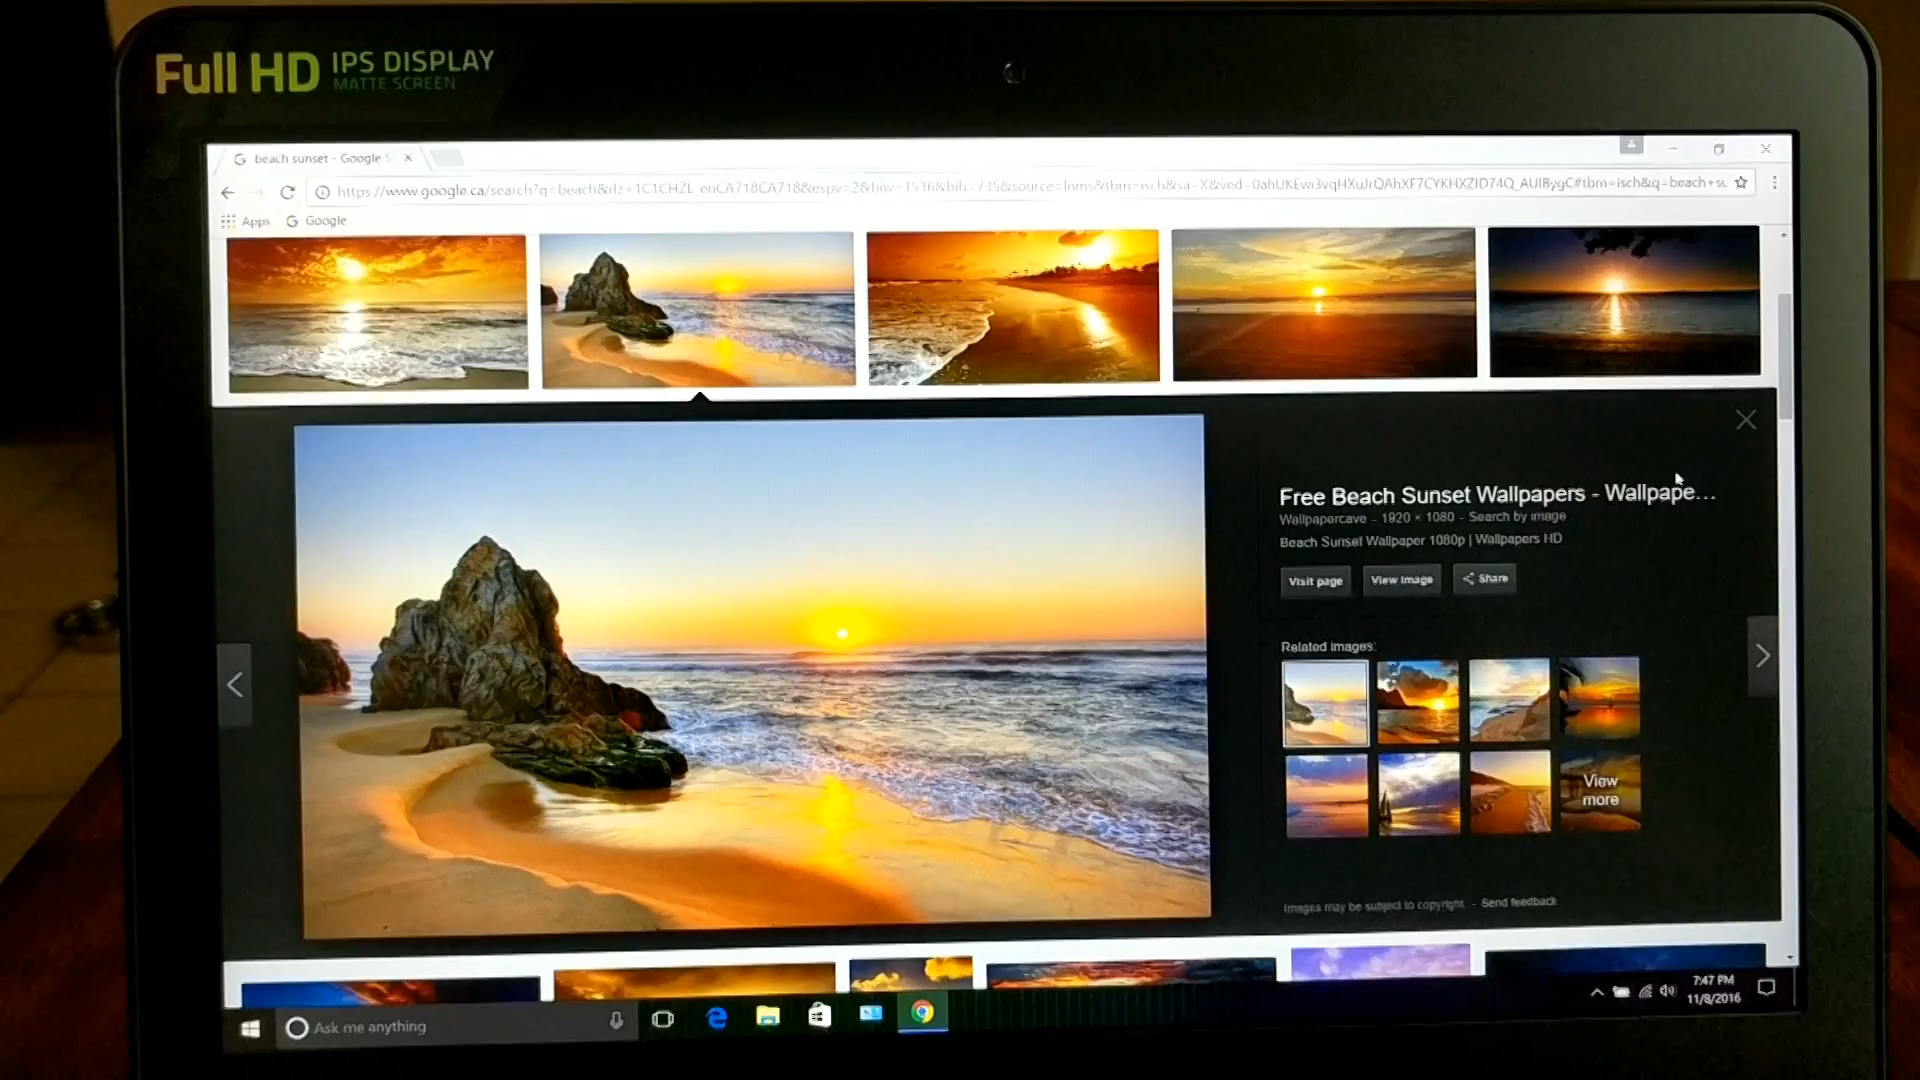 Full HD IPS DISPLAY
MATTE SCREEN
beach sunset - Google
Apps Google
Free Beach Sunset Wallpapers - Wallpape...
Wallpapercave - 1920 × 1080 - Search by image
Beach Sunset Wallpaper 1080p | Wallpapers HD
Visit page View image Share
Related images:
View
more
Images may be subject to copyright. - Send feedback
7:47 PM
11/8/2016
Ask me anything